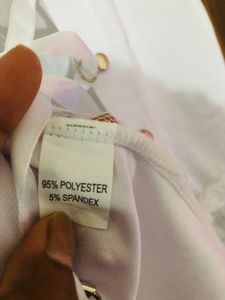 95% POLYESTER
5% SPANDEX